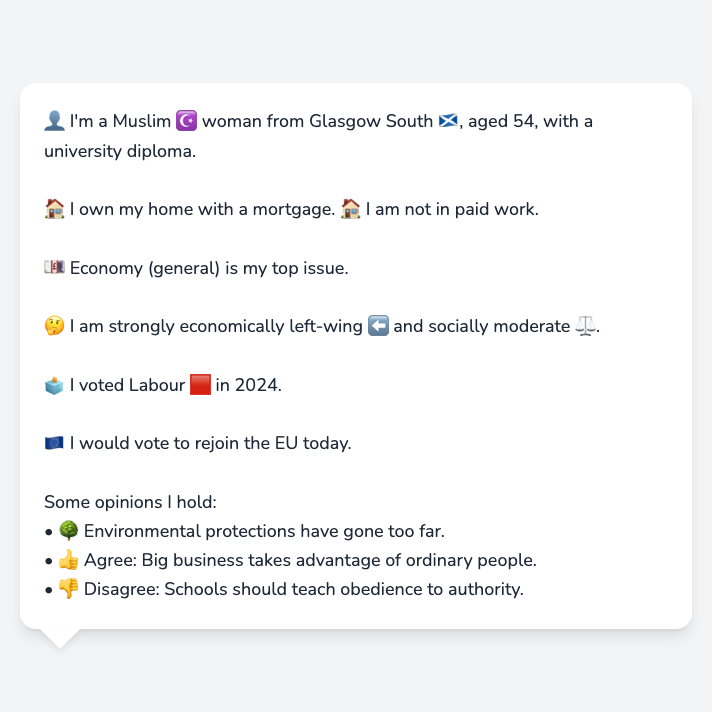 👤 I'm a Muslim ☪️ woman from Glasgow South 🏴󠁧󠁢󠁳󠁣󠁴󠁿, aged 54, with a
university diploma.
🏠 I own my home with a mortgage. 🏠 I am not in paid work.
💷 Economy (general) is my top issue.
🤔 I am strongly economically left-wing ⬅️ and socially moderate ⚖️.
🗳️ I voted Labour 🟥 in 2024.
🇪🇺 I would vote to rejoin the EU today.
Some opinions I hold:
• 🌳 Environmental protections have gone too far.
• 👍 Agree: Big business takes advantage of ordinary people.
• 👎 Disagree: Schools should teach obedience to authority.